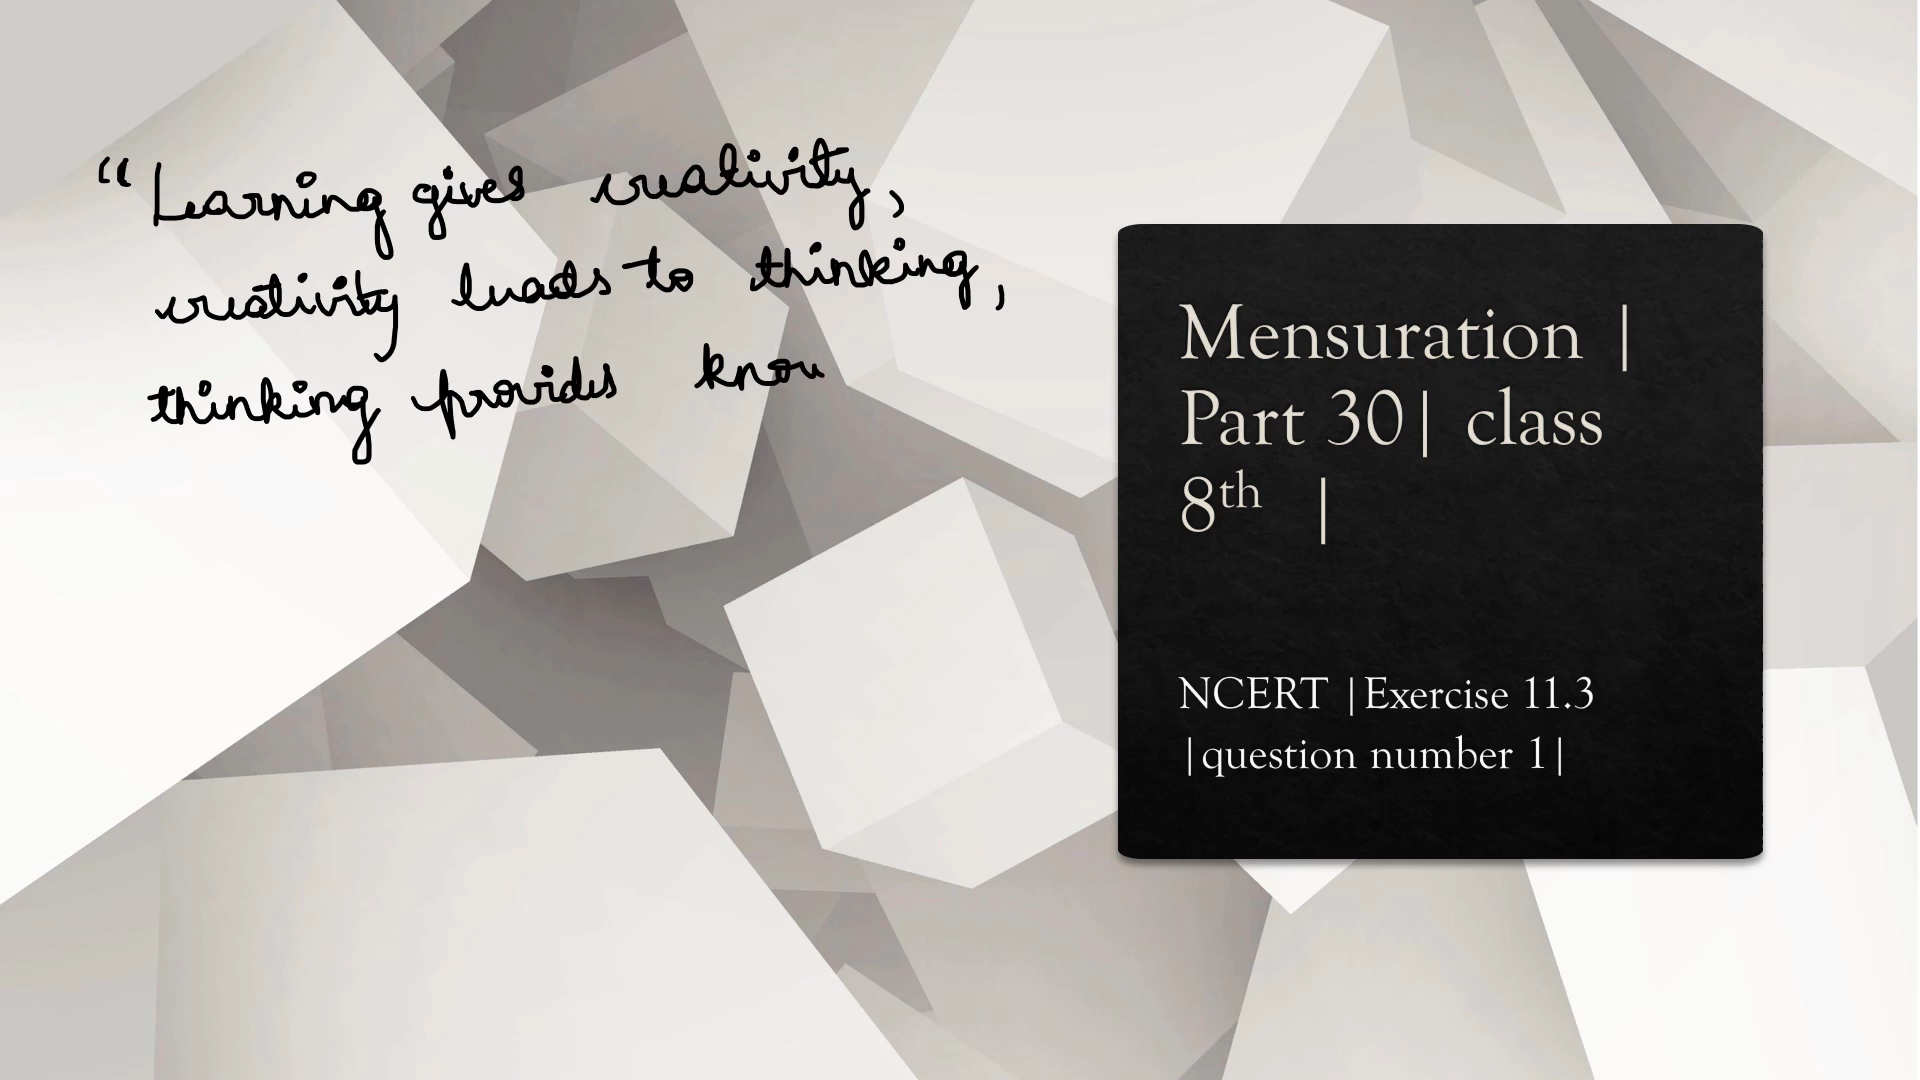 “Learning gives creativity,
creativity leads to thinking,
thinking provides know
Mensuration |
Part 30| class
8th |
NCERT |Exercise 11.3
|question number 1|